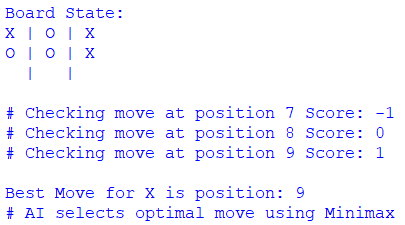 Board State:
X | O | X
O | O | X
  |   |
# Checking move at position 7 Score: -1
# Checking move at position 8 Score: 0
# Checking move at position 9 Score: 1
Best Move for X is position: 9
# AI selects optimal move using Minimax